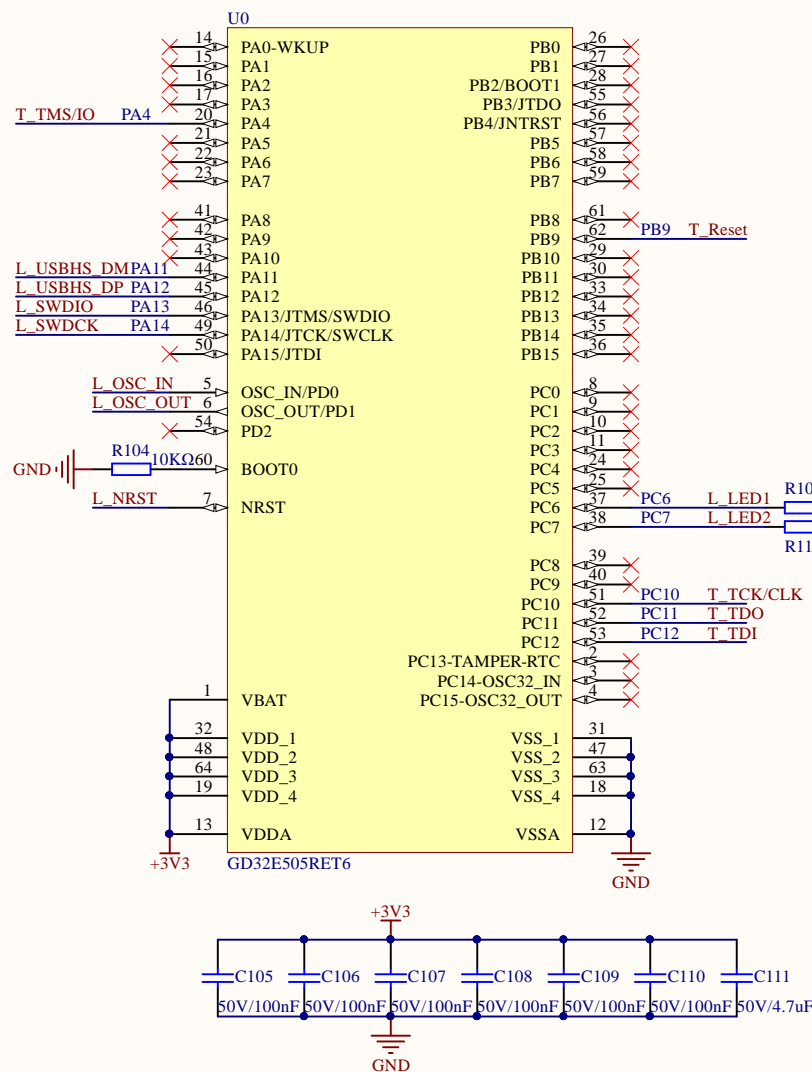 U0
14 PA0-WKUP PB0 26
15 PA1 PB1 27
16 PA2 PB2/BOOT1 28
17 PA3 PB3/JTDO 55
T_TMS/IO PA4 20 PA4 PB4/JNTRST 56
21 PA5 PB5 57
22 PA6 PB6 58
23 PA7 PB7 59
41 PA8 PB8 61
42 PA9 PB9 62 PB9 T_Reset
43 PA10 PB10 29
L_USBHS_DM PA11 44 PA11 PB11 30
L_USBHS_DP PA12 45 PA12 PB12 33
L_SWDIO PA13 46 PA13/JTMS/SWDIO PB13 34
L_SWDCK PA14 49 PA14/JTCK/SWCLK PB14 35
50 PA15/JTDI PB15 36
L_OSC_IN 5 OSC_IN/PD0 PC0 8
L_OSC_OUT 6 OSC_OUT/PD1 PC1 9
54 PD2 PC2 10
R104 PC3 11
GND 10KΩ 60 BOOT0 PC4 24
PC5 25
L_NRST 7 NRST PC6 37 PC6 L_LED1 R10
PC7 38 PC7 L_LED2
R11
PC8 39
PC9 40
PC10 51 PC10 T_TCK/CLK
PC11 52 PC11 T_TDO
PC12 53 PC12 T_TDI
PC13-TAMPER-RTC 2
PC14-OSC32_IN 3
1 VBAT PC15-OSC32_OUT 4
32 VDD_1 VSS_1 31
48 VDD_2 VSS_2 47
64 VDD_3 VSS_3 63
19 VDD_4 VSS_4 18
13 VDDA VSSA 12
+3V3 GD32E505RET6
GND
+3V3
C105 C106 C107 C108 C109 C110 C111
50V/100nF 50V/100nF 50V/100nF 50V/100nF 50V/100nF 50V/100nF 50V/4.7uF
GND